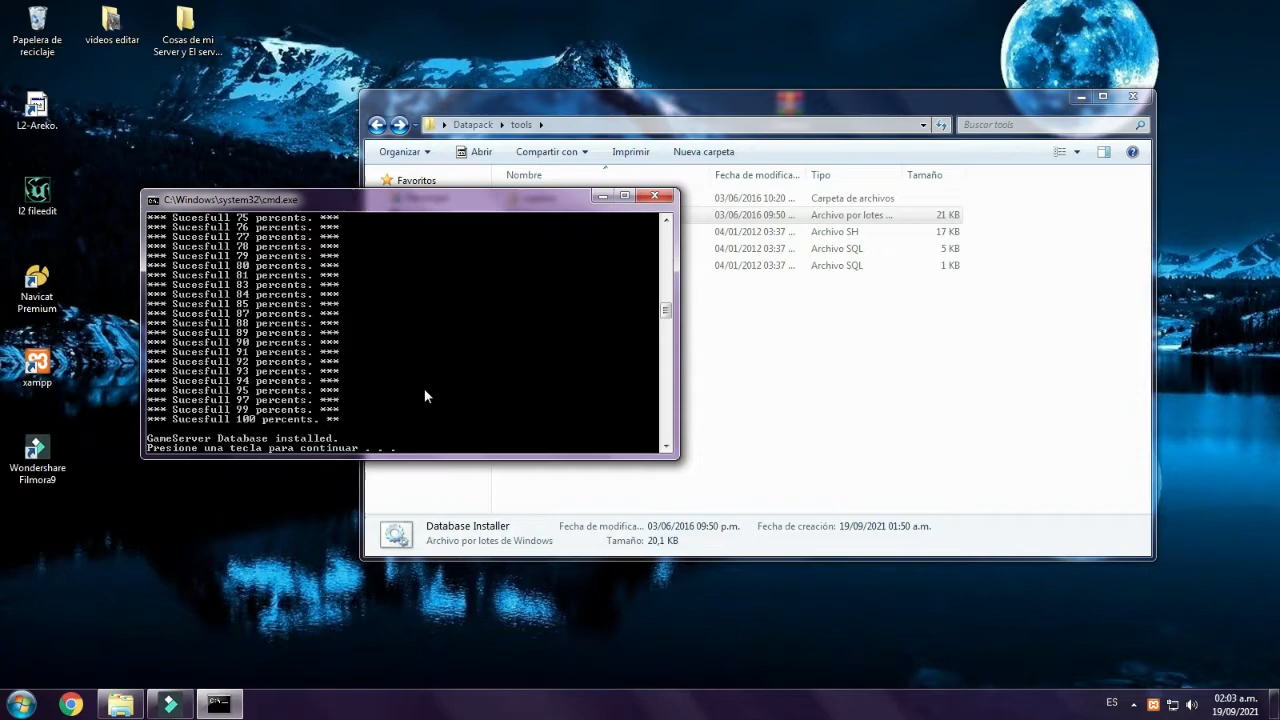 Papelera de
reciclaje
videos editar
Cosas de mi
Server y El serv...
L2-Areko.
l2 fileedit
Navicat
Premium
xampp
Wondershare
Filmora9
Datapack
tools
Buscar tools
Organizar
Abrir
Compartir con
Imprimir
Nueva carpeta
Favoritos
Nombre
Fecha de modifica...
Tipo
Tamaño
03/06/2016 10:20 ...
Carpeta de archivos
03/06/2016 09:50 ...
Archivo por lotes ...
21 KB
04/01/2012 03:37 ...
Archivo SH
17 KB
04/01/2012 03:37 ...
Archivo SQL
5 KB
04/01/2012 03:37 ...
Archivo SQL
1 KB
C:\Windows\system32\cmd.exe
*** Sucesfull 75 percents. ***
*** Sucesfull 76 percents. ***
*** Sucesfull 77 percents. ***
*** Sucesfull 78 percents. ***
*** Sucesfull 79 percents. ***
*** Sucesfull 80 percents. ***
*** Sucesfull 81 percents. ***
*** Sucesfull 83 percents. ***
*** Sucesfull 84 percents. ***
*** Sucesfull 85 percents. ***
*** Sucesfull 87 percents. ***
*** Sucesfull 88 percents. ***
*** Sucesfull 89 percents. ***
*** Sucesfull 90 percents. ***
*** Sucesfull 91 percents. ***
*** Sucesfull 92 percents. ***
*** Sucesfull 93 percents. ***
*** Sucesfull 94 percents. ***
*** Sucesfull 95 percents. ***
*** Sucesfull 97 percents. ***
*** Sucesfull 99 percents. ***
*** Sucesfull 100 percents. **
GameServer Database installed.
Presione una tecla para continuar . . .
Database Installer
Fecha de modifica... 03/06/2016 09:50 p.m.
Fecha de creación: 19/09/2021 01:50 a.m.
Archivo por lotes de Windows
Tamaño: 20,1 KB
ES
02:03 a.m.
19/09/2021